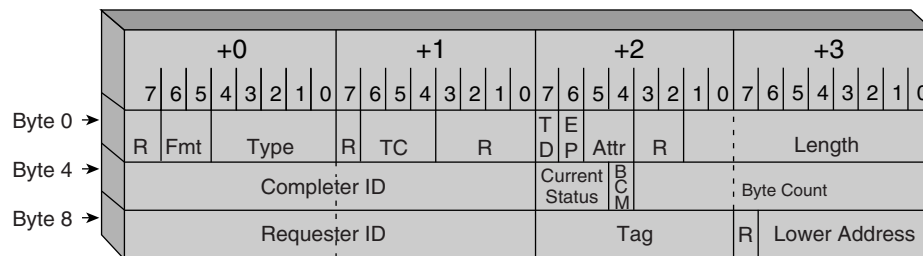 +0 +1 +2 +3
7 6 5 4 3 2 1 0 7 6 5 4 3 2 1 0 7 6 5 4 3 2 1 0 7 6 5 4 3 2 1 0
Byte 0 R Fmt Type R TC R TD EP Attr R Length
Byte 4 Completer ID Current Status BCM Byte Count
Byte 8 Requester ID Tag R Lower Address